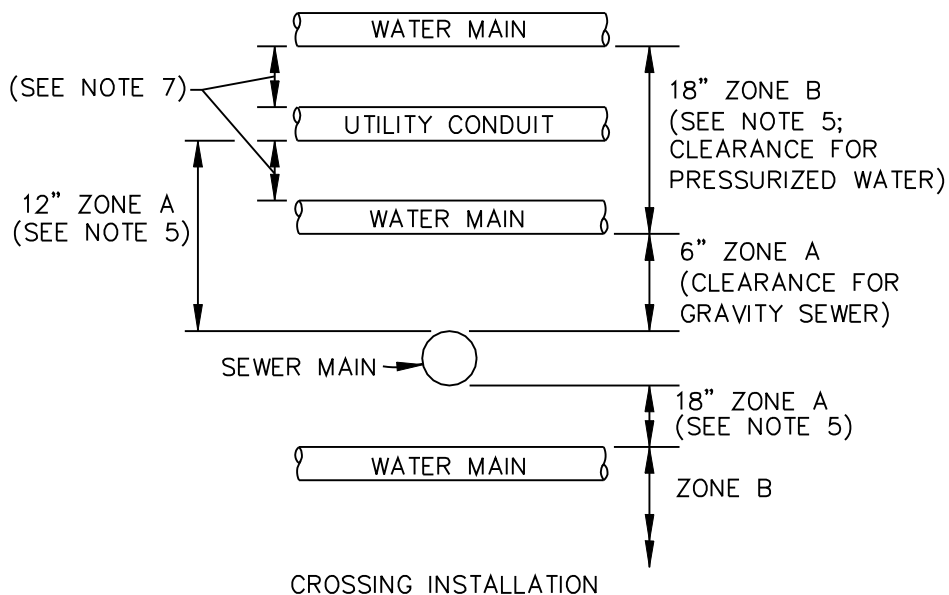 WATER MAIN
(SEE NOTE 7)
UTILITY CONDUIT
18” ZONE B
(SEE NOTE 5;
CLEARANCE FOR
PRESSURIZED WATER)
12” ZONE A
(SEE NOTE 5)
WATER MAIN
6” ZONE A
(CLEARANCE FOR
GRAVITY SEWER)
SEWER MAIN
18” ZONE A
(SEE NOTE 5)
WATER MAIN
ZONE B
CROSSING INSTALLATION